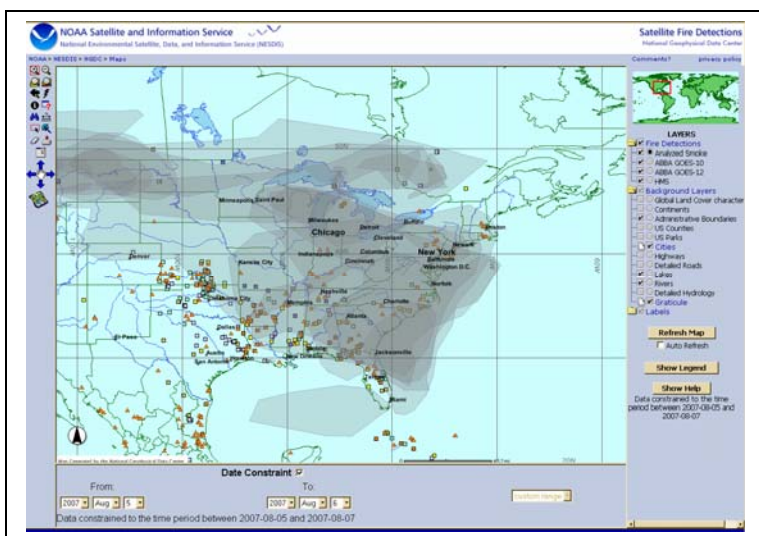 NOAA Satellite and Information Service
National Environmental Satellite, Data, and Information Service (NESDIS)
Satellite Fire Detections
National Geophysical Data Center
NOAA > NESDIS > NGDC > Maps
Comments?
privacy policy
Minneapolis
Saint Paul
Milwaukee
Detroit
Buffalo
Boston
Chicago
Cleveland
New York
Newark
Denver
Kansas City
Indianapolis
Columbus
Cincinnati
Baltimore
Washington D.C.
Norfolk
Nashville
Oklahoma City
Memphis
Charlotte
Atlanta
Dallas
El Paso
Austin
San Antonio
Houston
New Orleans
Mobile
Jacksonville
Tampa
Miami
LAYERS
Fire Detections
Analyzed Smoke
ABBA GOES-10
ABBA GOES-12
HMS
Background Layers
Global Land Cover character
Continents
Administrative Boundaries
US Counties
US Parks
Cities
Highways
Detailed Roads
Lakes
Rivers
Detailed Hydrology
Graticule
Labels
Refresh Map
Auto Refresh
Show Legend
Show Help
Data constrained to the time
period between 2007-08-05 and
2007-08-07
Date Constraint
From:
To:
2007 Aug 5
2007 Aug 6
custom range
Data constrained to the time period between 2007-08-05 and 2007-08-07